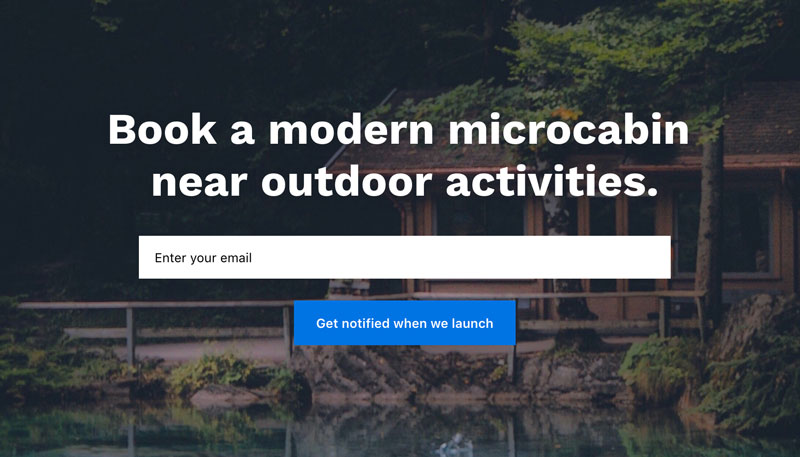 Book a modern microcabin
near outdoor activities.
Enter your email
Get notified when we launch